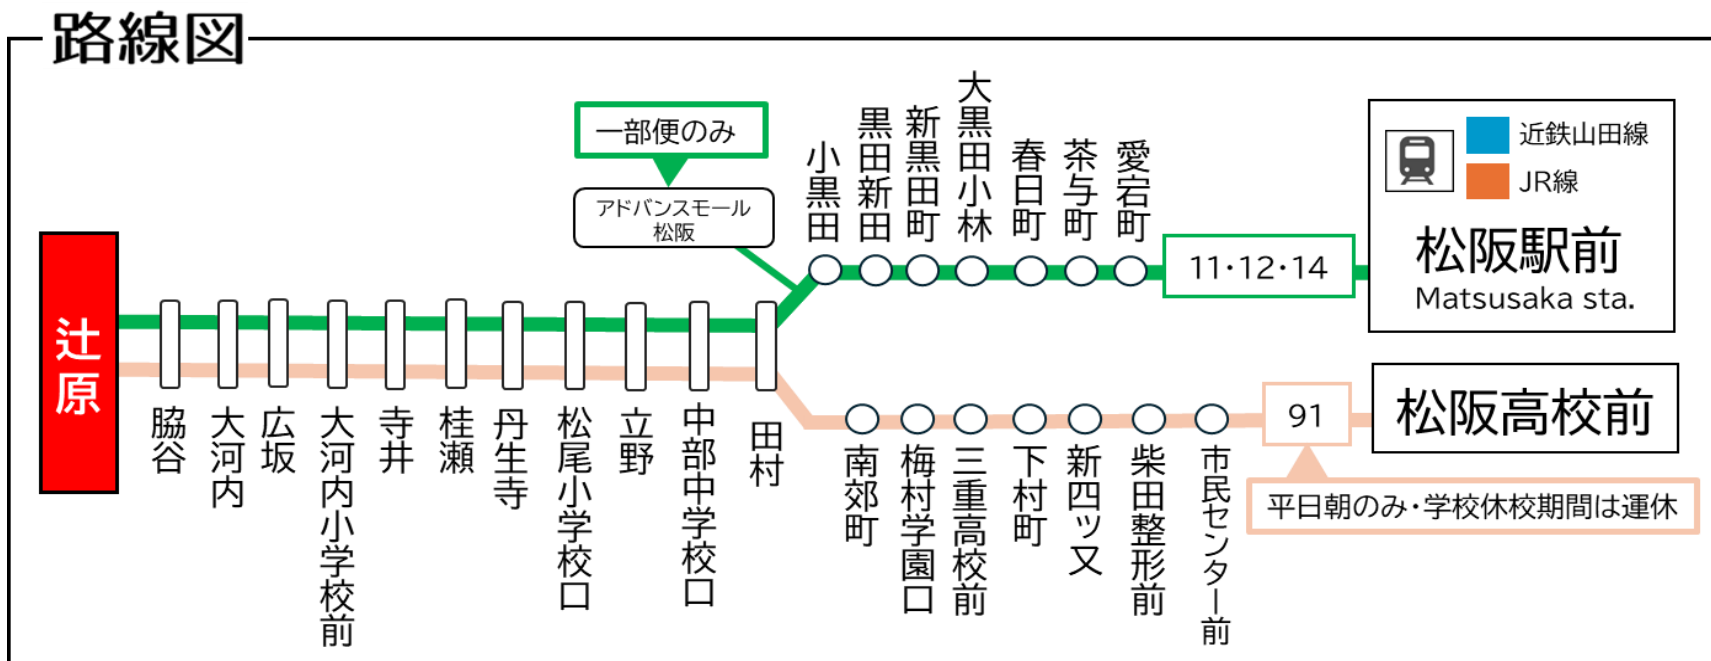 路線図
一部便のみ
アドバンスモール
松阪
小黒田
黒田新田
新黒田町
大黒田小林
春日町
茶与町
愛宕町
11・12・14
近鉄山田線
JR線
松阪駅前
Matsusaka sta.
辻原
脇谷
大河内
広坂
大河内小学校前
寺井
桂瀬
丹生寺
松尾小学校口
立野
中部中学校口
田村
南郊町
梅村学園口
三重高校前
下村町
新四ツ又
柴田整形前
市民センター前
91
松阪高校前
平日朝のみ・学校休校期間は運休